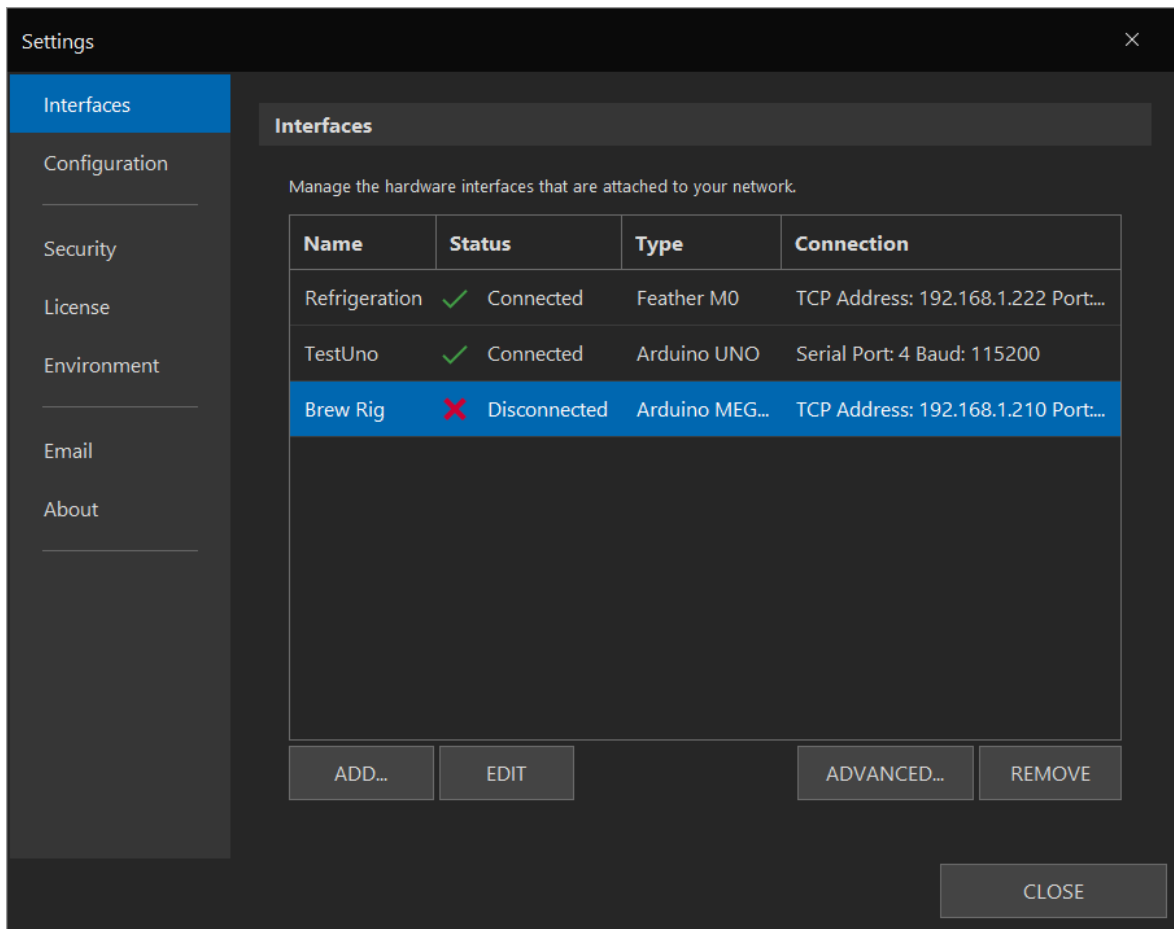 Settings
Interfaces
Configuration
Security
License
Environment
Email
About
Interfaces
Manage the hardware interfaces that are attached to your network.
Name Status Type Connection
Refrigeration Connected Feather M0 TCP Address: 192.168.1.222 Port:...
TestUno Connected Arduino UNO Serial Port: 4 Baud: 115200
Brew Rig Disconnected Arduino MEG... TCP Address: 192.168.1.210 Port:...
ADD... EDIT ADVANCED... REMOVE
CLOSE